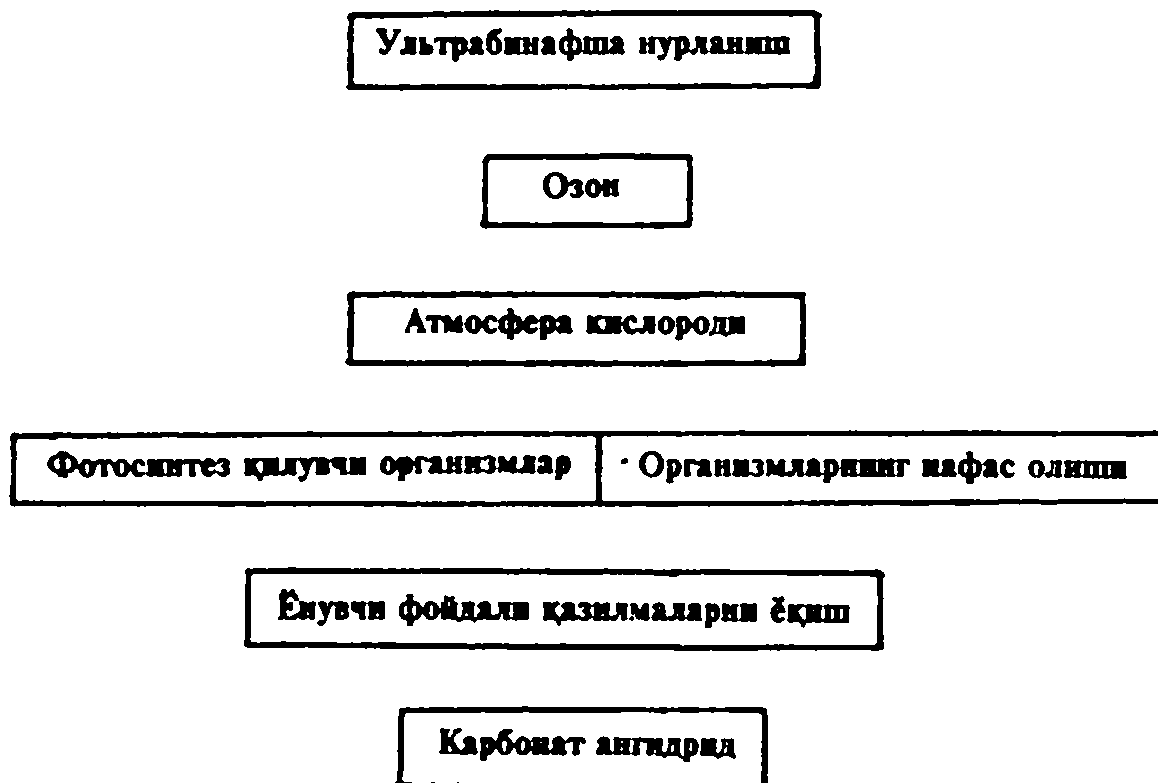 Ультрабинафша нурланиш
Озон
Атмосфера кислороди
Фотосинтез қилувчи организмлар
Организмларнинг нафас олиши
Ёнувчи фойдали қазилмаларни ёқиш
Карбонат ангидрид